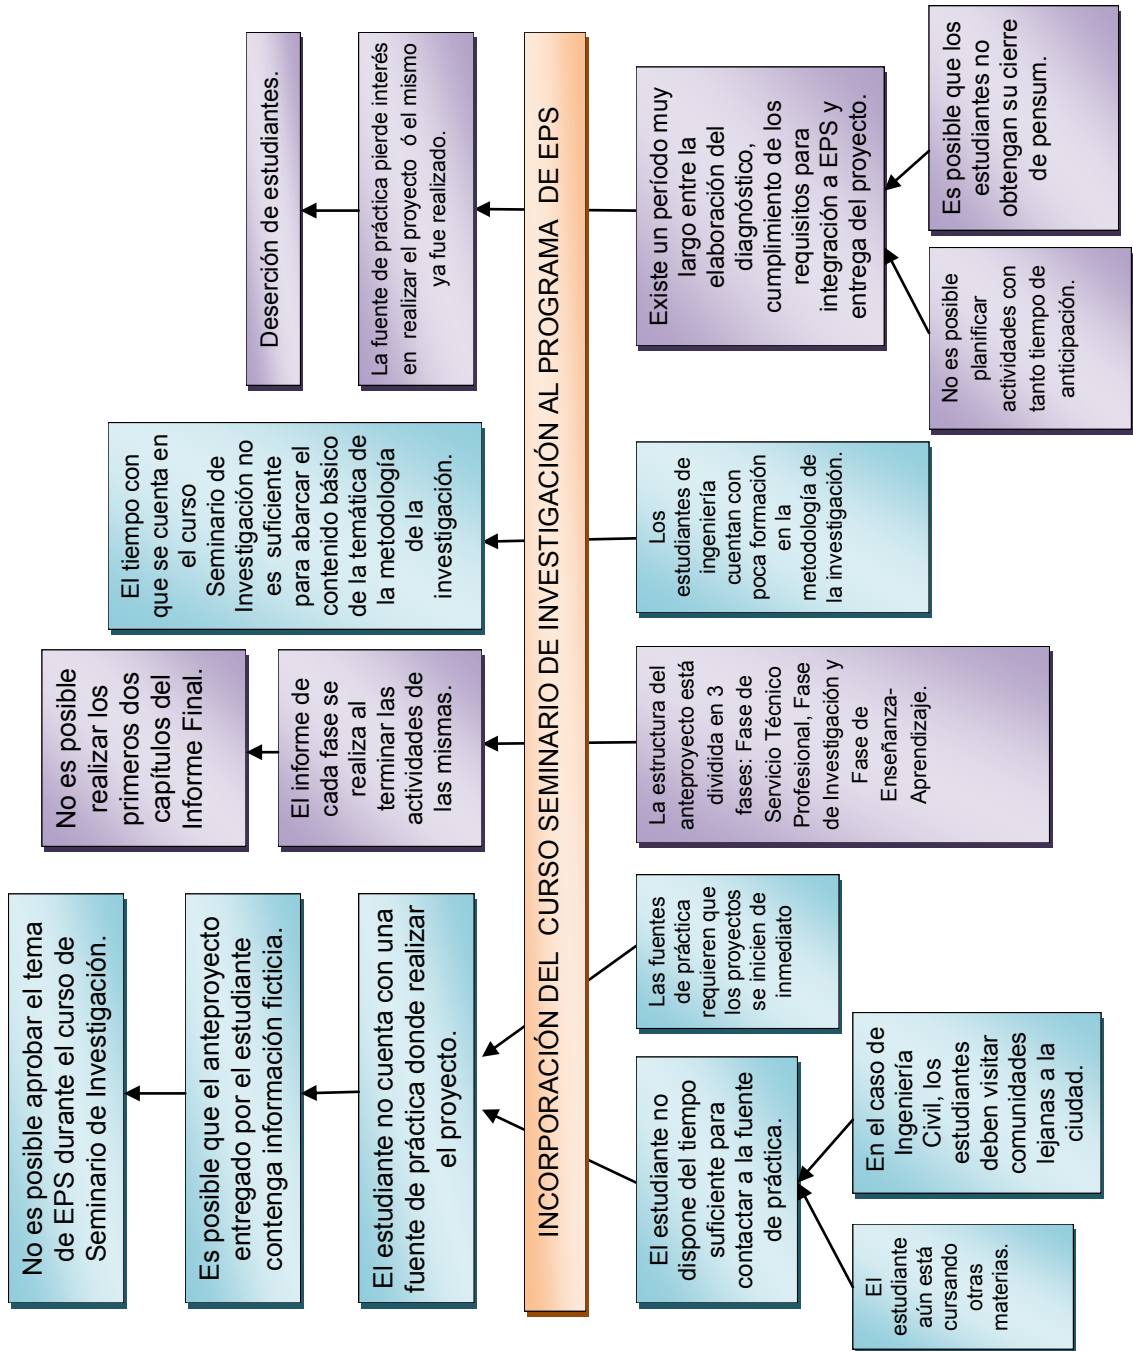 No es posible aprobar el tema
de EPS durante el curso de
Seminario de Investigación.
Es posible que el anteproyecto
entregado por el estudiante
contenga información ficticia.
El estudiante no cuenta con una
fuente de práctica donde realizar
el proyecto.
No es posible
realizar los
primeros dos
capítulos del
Informe Final.
El informe de
cada fase se
realiza al
terminar las
actividades de
las mismas.
El tiempo con
que se cuenta en
el curso
Seminario de
Investigación no
es suficiente
para abarcar el
contenido básico
de la temática de
la metodología
de la
investigación.
Deserción de estudiantes.
La fuente de práctica pierde interés
en realizar el proyecto ó el mismo
ya fue realizado.
INCORPORACIÓN DEL CURSO SEMINARIO DE INVESTIGACIÓN AL PROGRAMA DE EPS
El estudiante no
dispone del tiempo
suficiente para
contactar a la fuente
de práctica.
Las fuentes
de práctica
requieren que
los proyectos
se inicien de
inmediato
La estructura del
anteproyecto está
dividida en 3
fases: Fase de
Servicio Técnico
Profesional, Fase
de Investigación y
Fase de
Enseñanza-
Aprendizaje.
Los
estudiantes de
ingeniería
cuentan con
poca formación
en la
metodología de
la investigación.
Existe un período muy
largo entre la
elaboración del
diagnóstico,
cumplimiento de los
requisitos para
integración a EPS y
entrega del proyecto.
El
estudiante
aún está
cursando
otras
materias.
En el caso de
Ingeniería
Civil, los
estudiantes
deben visitar
comunidades
lejanas a la
ciudad.
No es posible
planificar
actividades con
tanto tiempo de
anticipación.
Es posible que los
estudiantes no
obtengan su cierre
de pensum.